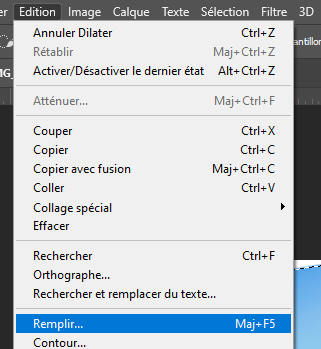 er Edition Image Calque Texte Sélection Filtre 3D
Annuler Dilater Ctrl+Z
antillon
Rétablir Maj+Ctrl+Z
Activer/Désactiver le dernier état Alt+Ctrl+Z
Atténuer... Maj+Ctrl+F
Couper Ctrl+X
Copier Ctrl+C
Copier avec fusion Maj+Ctrl+C
Coller Ctrl+V
Collage spécial
Effacer
Rechercher Ctrl+F
Orthographe...
Rechercher et remplacer du texte...
Remplir... Maj+F5
Contour...